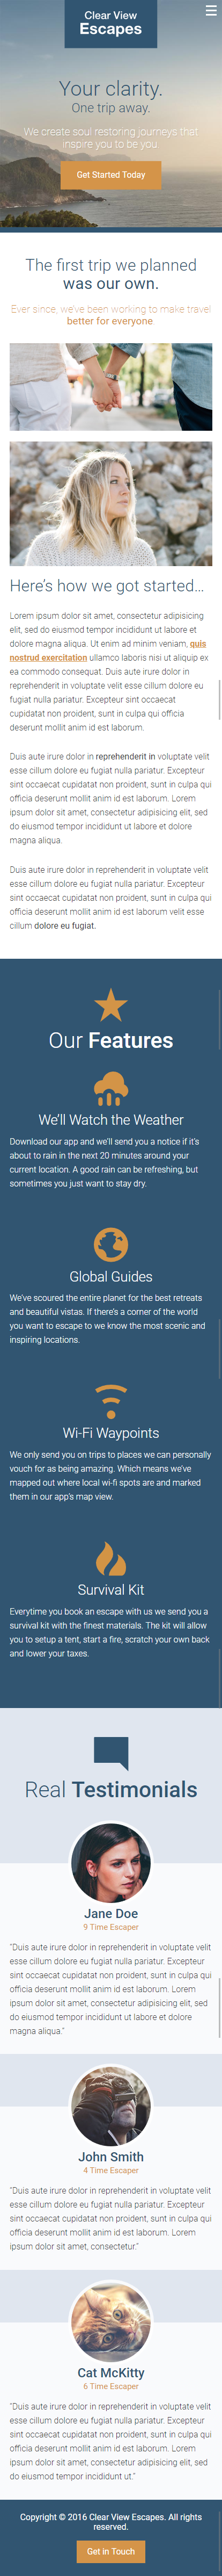 Clear View
Escapes
Your clarity.
One trip away.
We create soul restoring journeys that
inspire you to be you.
Get Started Today
The first trip we planned
was our own.
Ever since, we've been working to make travel
better for everyone
Here's how we got started...
Lorem ipsum dolor sit amet, consectetur adipisicing
elit, sed do eiusmod tempor incididunt ut labore et
dolore magna aliqua. Ut enim ad minim veniam, quis
nostrud exercitation ullamco laboris nisi ut aliquip ex
ea commodo consequat. Duis aute irure dolor in
reprehenderit in voluptate velit esse cillum dolore eu
fugiat nulla pariatur. Excepteur sint occaecat
cupidatat non proident, sunt in culpa qui officia
deserunt mollit anim id est laborum.
Duis aute irure dolor in reprehenderit in voluptate velit
esse cillum dolore eu fugiat nulla pariatur. Excepteur
sint occaecat cupidatat non proident, sunt in culpa qui
officia deserunt mollit anim id est laborum. Lorem
ipsum dolor sit amet, consectetur adipisicing elit, sed
do eiusmod tempor incididunt ut labore et dolore
magna aliqua.
Duis aute irure dolor in reprehenderit in voluptate velit
esse cillum dolore eu fugiat nulla pariatur. Excepteur
sint occaecat cupidatat non proident, sunt in culpa qui
officia deserunt mollit anim id est laborum velit esse
cillum dolore eu fugiat.
Our Features
We'll Watch the Weather
Download our app and we'll send you a notice if it's
about to rain in the next 20 minutes around your
current location. A good rain can be refreshing, but
sometimes you just want to stay dry.
Global Guides
We've scoured the entire planet for the best retreats
and beautiful vistas. If there's a corner of the world
you want to escape to we know the most scenic and
inspiring locations.
Wi-Fi Waypoints
We only send you on trips to places we can personally
vouch for as being amazing. Which means we've
mapped out where local wi-fi spots are and marked
them in our app's map view.
Survival Kit
Everytime you book an escape with us we send you a
survival kit with the finest materials. The kit will allow
you to setup a tent, start a fire, scratch your own back
and lower your taxes.
Real Testimonials
Jane Doe
9 Time Escaper
"Duis aute irure dolor in reprehenderit in voluptate velit
esse cillum dolore eu fugiat nulla pariatur. Excepteur
sint occaecat cupidatat non proident, sunt in culpa qui
officia deserunt mollit anim id est laborum. Lorem
ipsum dolor sit amet, consectetur adipisicing elit, sed
do eiusmod tempor incididunt ut labore et dolore
magna aliqua."
John Smith
4 Time Escaper
"Duis aute irure dolor in reprehenderit in voluptate velit
esse cillum dolore eu fugiat nulla pariatur. Excepteur
sint occaecat cupidatat non proident, sunt in culpa qui
officia deserunt mollit anim id est laborum. Lorem
ipsum dolor sit amet, consectetur."
Cat McKitty
6 Time Escaper
"Duis aute irure dolor in reprehenderit in voluptate velit
esse cillum dolore eu fugiat nulla pariatur. Excepteur
sint occaecat cupidatat non proident, sunt in culpa qui
officia deserunt mollit anim id est laborum. Lorem
ipsum dolor sit amet, consectetur adipisicing elit, sed
do eiusmod tempor incididunt ut."
Copyright © 2016 Clear View Escapes. All rights
reserved.
Get in Touch